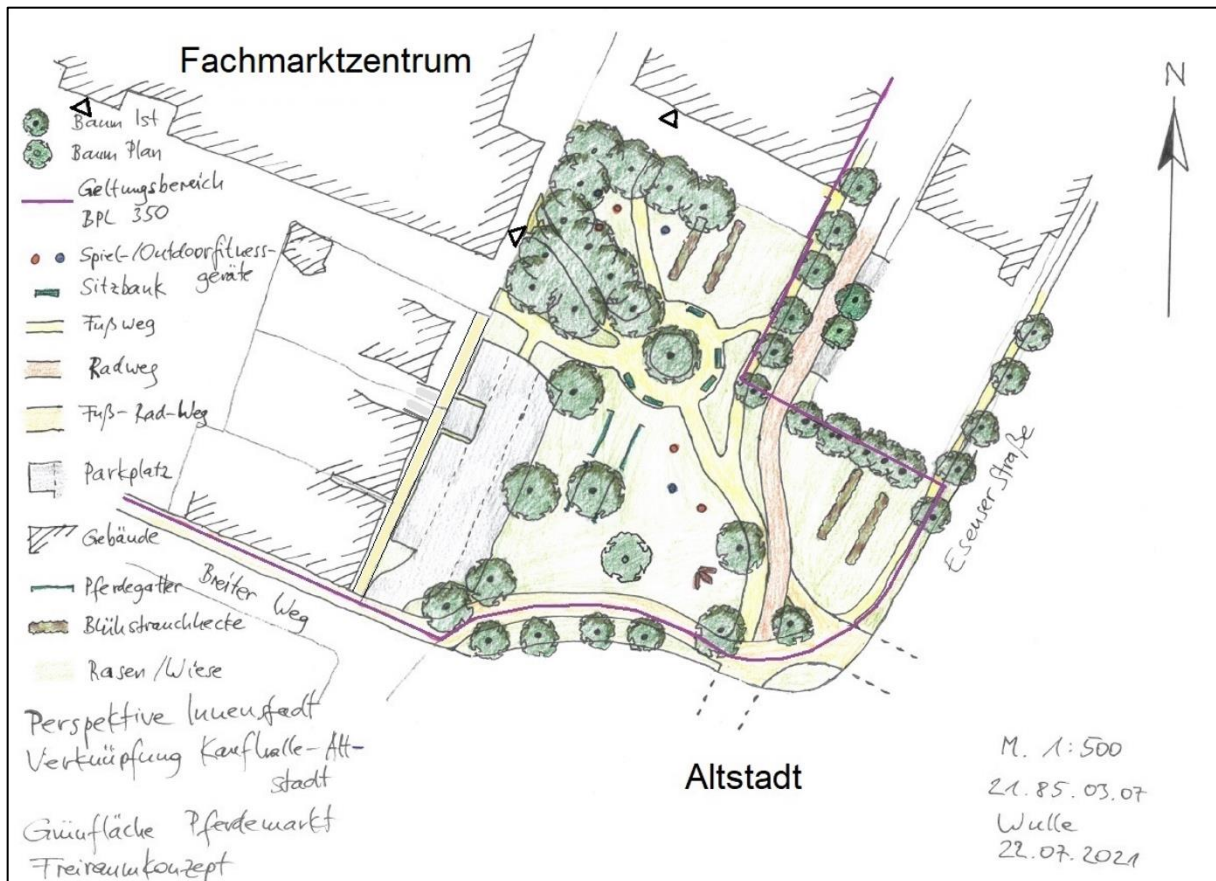 Fachmarktzentrum
N
Baum Ist
Baum Plan
Geltungsbereich
BPL 350
Spiel-/Outdoorfitness-
geräte
Sitzbank
Fußweg
Radweg
Fuß-Rad-Weg
Parkplatz
Gebäude
Pferdegatter
Blühstrauchhecke
Rasen/Wiese
Breiter Weg
Esenser Straße
Perspektive Innenstadt
Verknüpfung Kaufhalle-Alt-
stadt
Grünfläche Pferdemarkt
Freiraumkonzept
Altstadt
M. 1:500
21.85.03.07
Wulle
22.07.2021